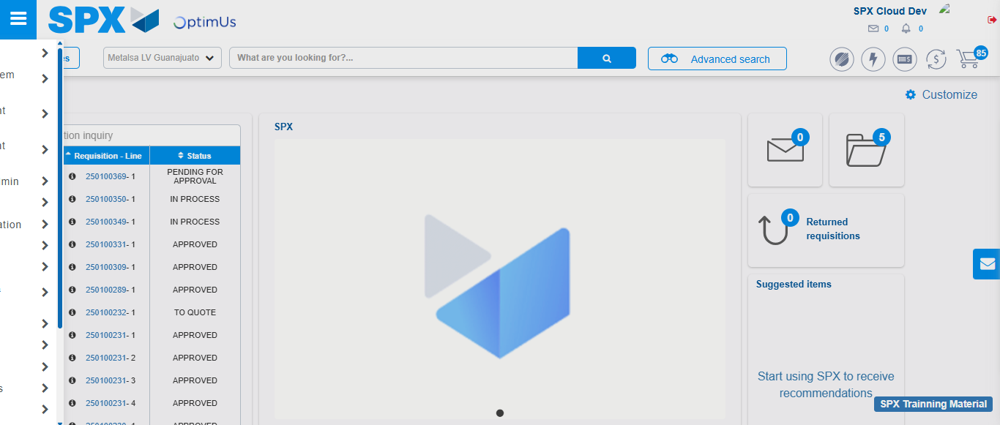 SPX OptimUs
SPX Cloud Dev
0 0
es
Metalsa LV Guanajuato
What are you looking for?...
Advanced search
85
em
nt
at
min
ation
s
Customize
tion inquiry
Requisition - Line Status
250100369- 1 PENDING FOR APPROVAL
250100350- 1 IN PROCESS
250100349- 1 IN PROCESS
250100331- 1 APPROVED
250100309- 1 APPROVED
250100289- 1 APPROVED
250100232- 1 TO QUOTE
250100231- 1 APPROVED
250100231- 2 APPROVED
250100231- 3 APPROVED
250100231- 4 APPROVED
250100230- 1 APPROVED
SPX
0
5
0
Returned
requisitions
Suggested items
Start using SPX to receive
recommendations
SPX Trainning Material